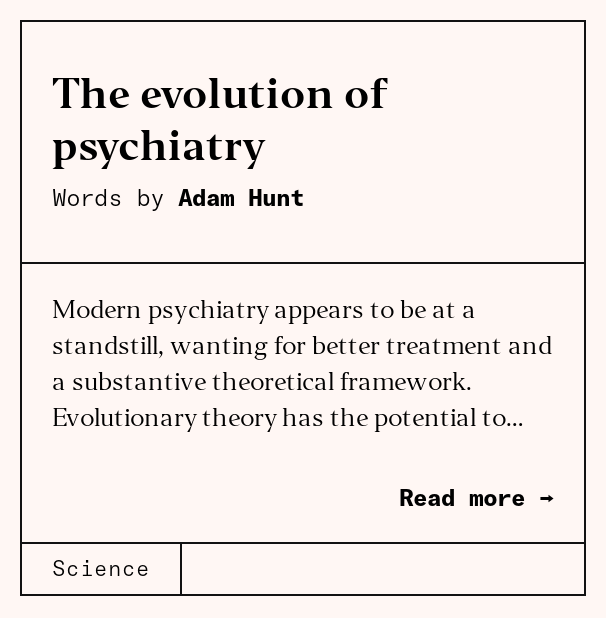 The evolution of
psychiatry
Words by Adam Hunt
Modern psychiatry appears to be at a
standstill, wanting for better treatment and
a substantive theoretical framework.
Evolutionary theory has the potential to...
Read more →
Science